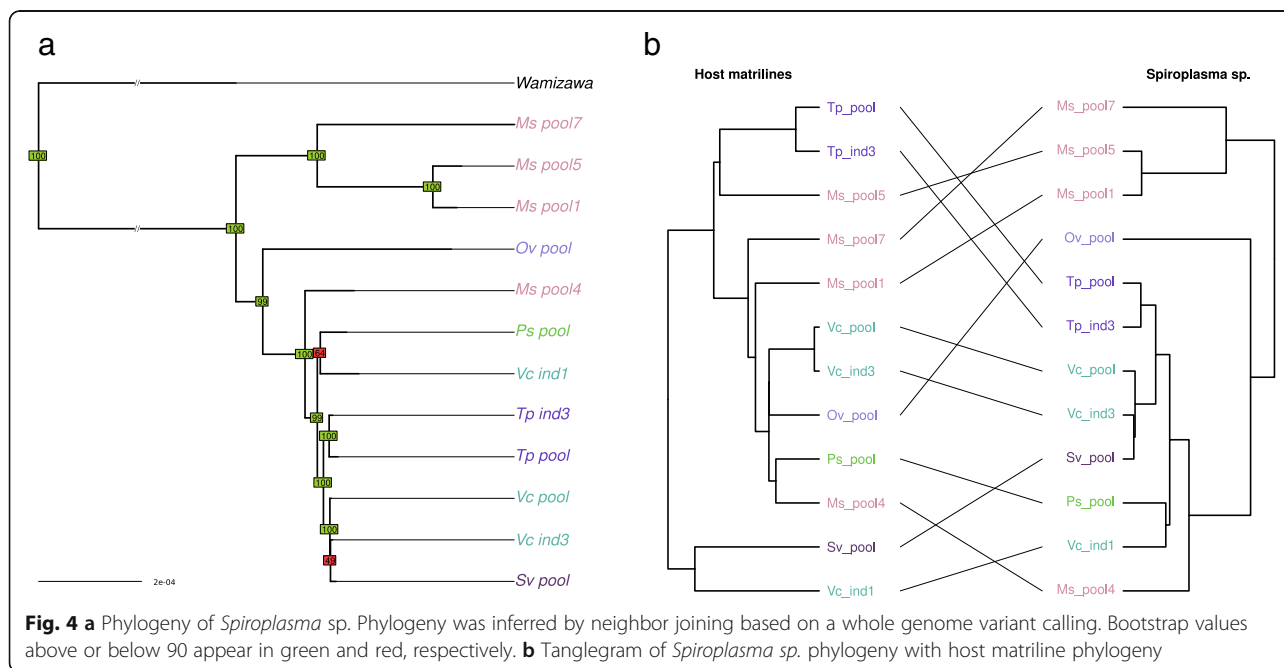 a
Wamizawa
Ms pool7
Ms pool5
Ms pool1
Ov pool
Ms pool4
Ps pool
Vc ind1
Tp ind3
Tp pool
Vc pool
Vc ind3
Sv pool
//
//
100
100
100
100
99
100
64
99
100
100
100
49
2e-04
b
Host matrilines
Spiroplasma sp.
Tp_pool
Tp_ind3
Ms_pool5
Ms_pool7
Ms_pool1
Vc_pool
Vc_ind3
Ov_pool
Ps_pool
Ms_pool4
Sv_pool
Vc_ind1
Ms_pool7
Ms_pool5
Ms_pool1
Ov_pool
Tp_pool
Tp_ind3
Vc_pool
Vc_ind3
Sv_pool
Ps_pool
Vc_ind1
Ms_pool4
Fig. 4 a Phylogeny of Spiroplasma sp. Phylogeny was inferred by neighbor joining based on a whole genome variant calling. Bootstrap values
above or below 90 appear in green and red, respectively. b Tanglegram of Spiroplasma sp. phylogeny with host matriline phylogeny